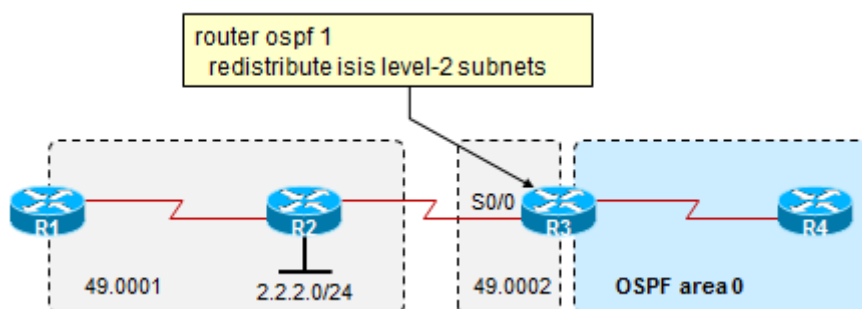 router ospf 1
redistribute isis level-2 subnets
S0/0
R1
R2
R3
R4
49.0001
2.2.2.0/24
49.0002
OSPF area 0